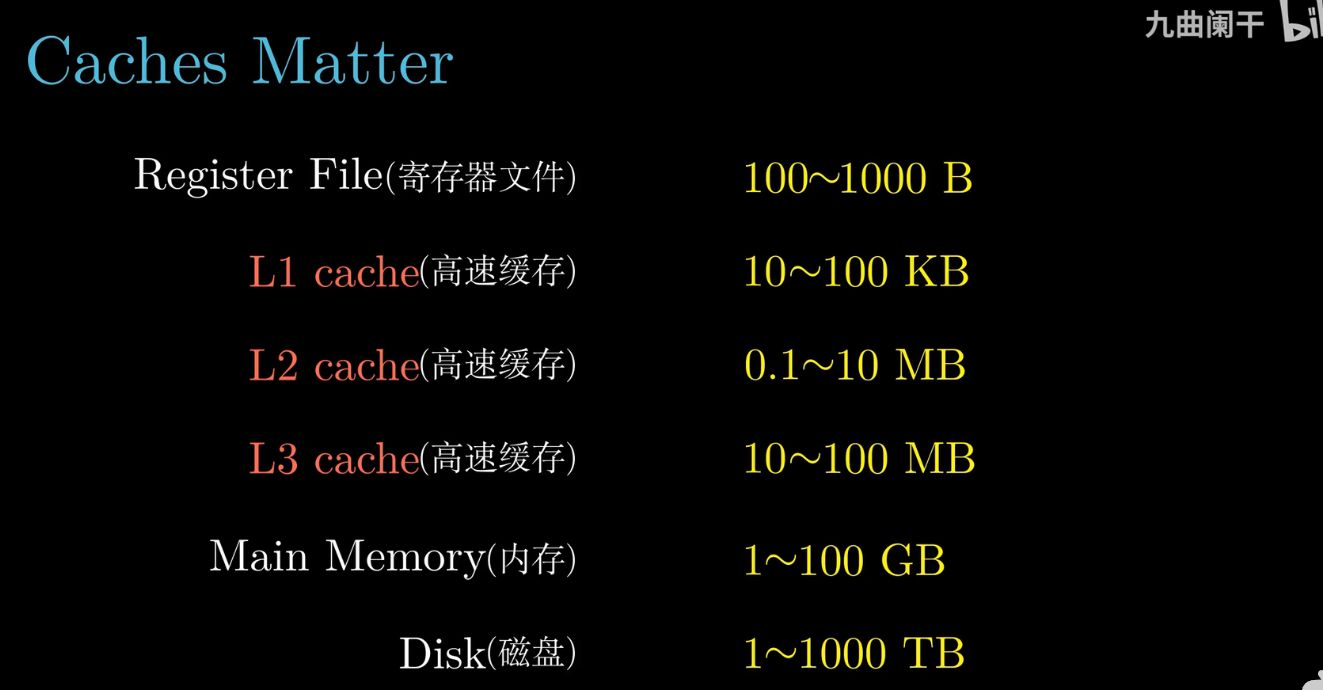 九曲阑干 bil
Caches Matter
Register File(寄存器文件) 100~1000 B
L1 cache(高速缓存) 10~100 KB
L2 cache(高速缓存) 0.1~10 MB
L3 cache(高速缓存) 10~100 MB
Main Memory(内存) 1~100 GB
Disk(磁盘) 1~1000 TB